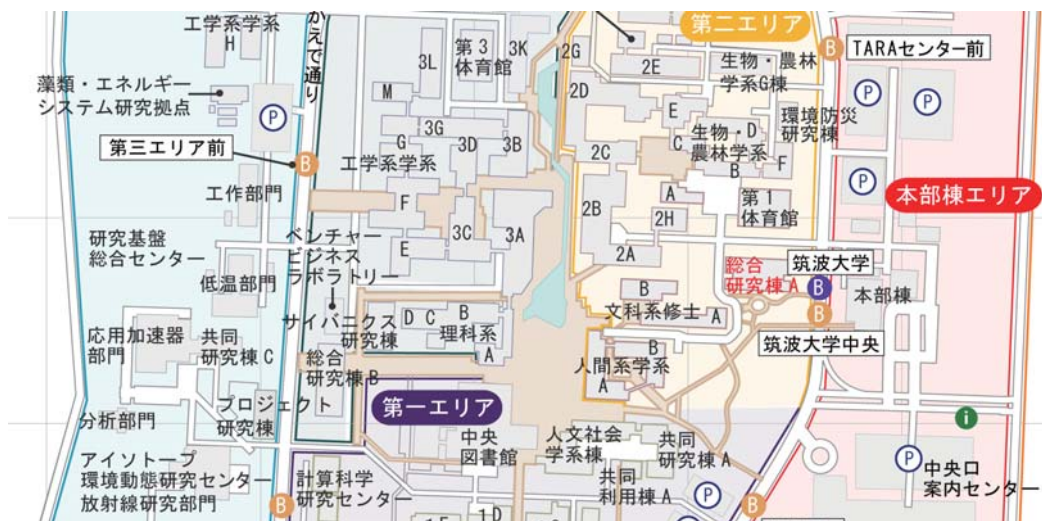 工学系学系
H
かえで通り
第3
体育館
3K
3L
2G
第二エリア
B
TARAセンター前
2E
生物・農林
学系G棟
藻類・エネルギー
システム研究拠点
M
2D
P
P
P
3G
E
環境防災
研究棟
第三エリア前
B
G
工学系学系
3D
3B
2C
C
生物・D
農林学系
B
F
P
工作部門
F
A
第1
体育館
本部棟エリア
2B
2H
3A
3C
研究基盤
総合センター
ベンチャー
ビジネス
ラボラトリー
E
2A
総合
研究棟A
筑波大学
B
本部棟
低温部門
B
文科系修士
A
B
筑波大学中央
サイバニクス
研究棟
D
C
B
理科系
A
応用加速器
部門
共同
研究棟C
総合
研究棟B
B
人間系学系
A
プロジェクト
研究棟
第一エリア
分析部門
i
中央
図書館
人文社会
学系棟
共同
研究棟A
アイソトープ
環境動態研究センター
放射線研究部門
計算科学
研究センター
共同
利用棟A
P
中央口
案内センター
P
B
B
1D
P